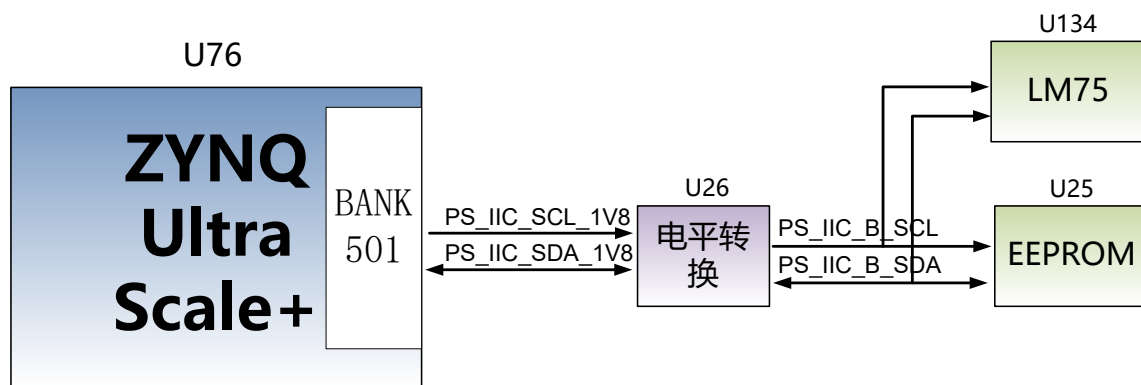 U76
ZYNQ
Ultra
Scale+
BANK
501
PS_IIC_SCL_1V8
PS_IIC_SDA_1V8
U26
电平转
换
PS_IIC_B_SCL
PS_IIC_B_SDA
U134
LM75
U25
EEPROM